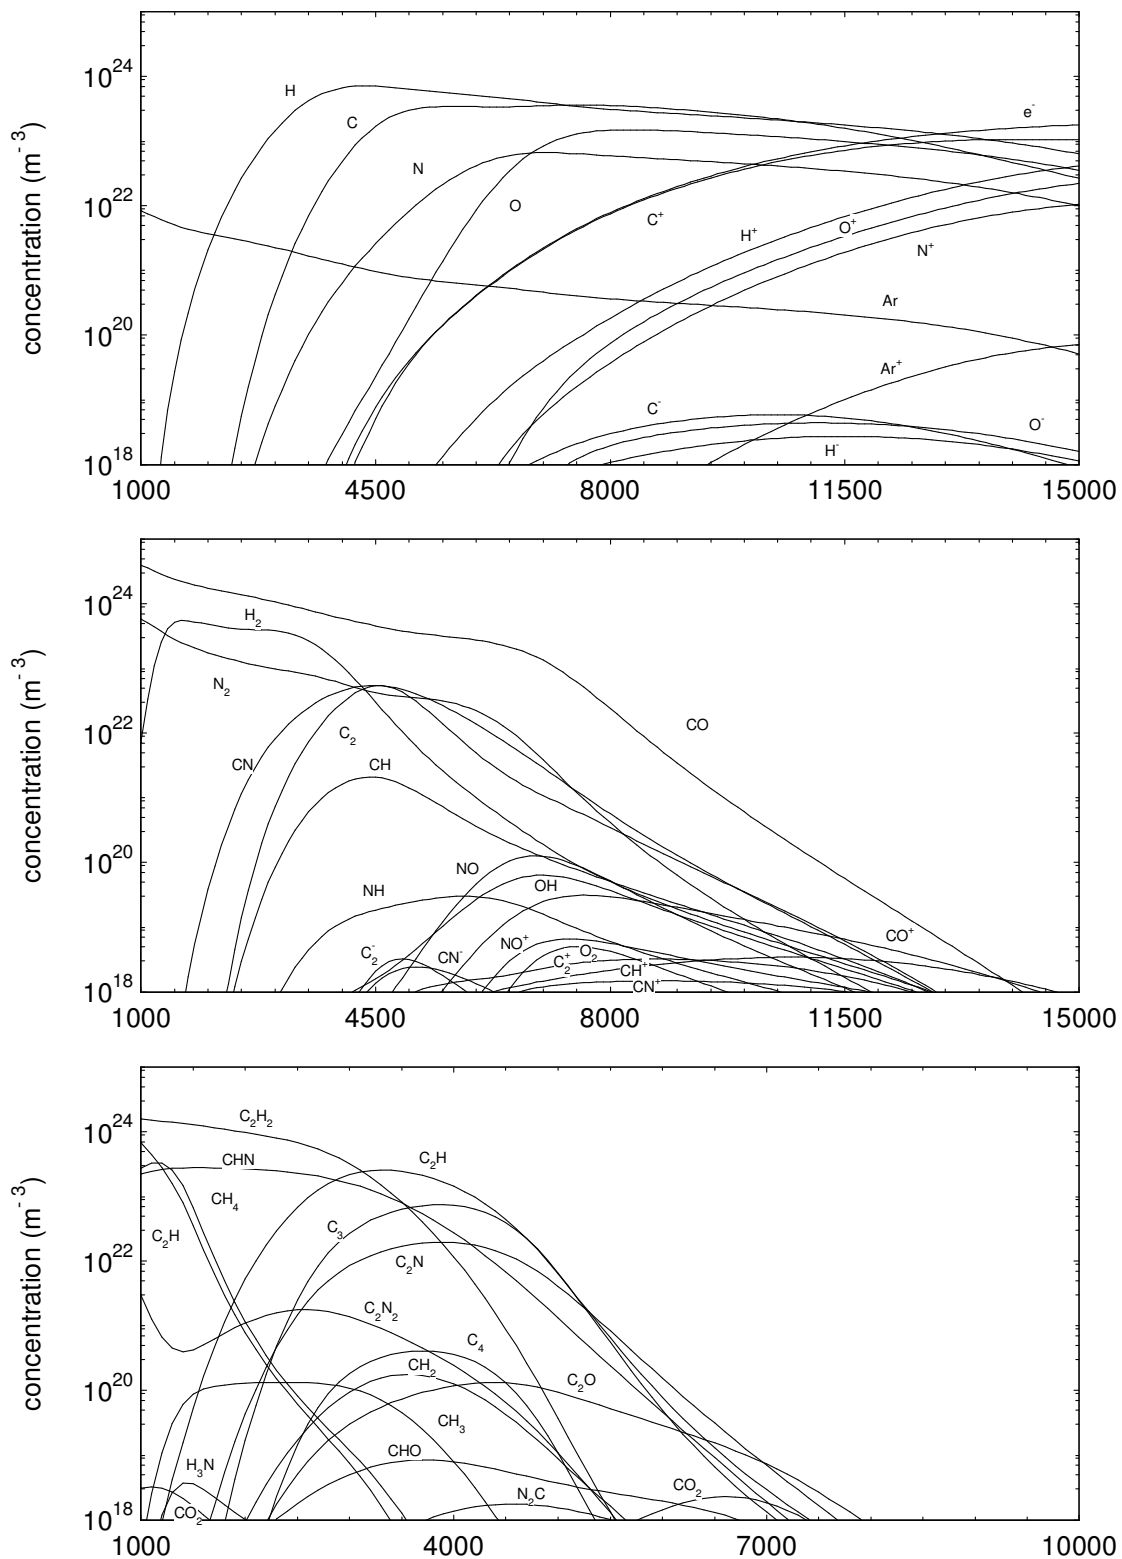 concentration (m⁻³)
10²⁴
10²²
10²⁰
10¹⁸
H
C
N
O
e⁻
C⁺
H⁺
O⁺
N⁺
Ar
Ar⁺
C⁻
O⁻
H⁻
1000 4500 8000 11500 15000
concentration (m⁻³)
10²⁴
10²²
10²⁰
10¹⁸
H₂
N₂
CO
C₂
CN
CH
NO
OH
NH
CO⁺
C₂⁻
CN⁻
NO⁺
O₂
C₂⁺
CH⁺
CN⁺
1000 4500 8000 11500 15000
concentration (m⁻³)
10²⁴
10²²
10²⁰
10¹⁸
C₂H₂
CHN
C₂H
CH₄
C₃
C₂H
C₂N
C₂N₂
C₄
CH₂
C₂O
CH₃
CHO
H₃N
CO₂
N₂C
CO₂
1000 4000 7000 10000